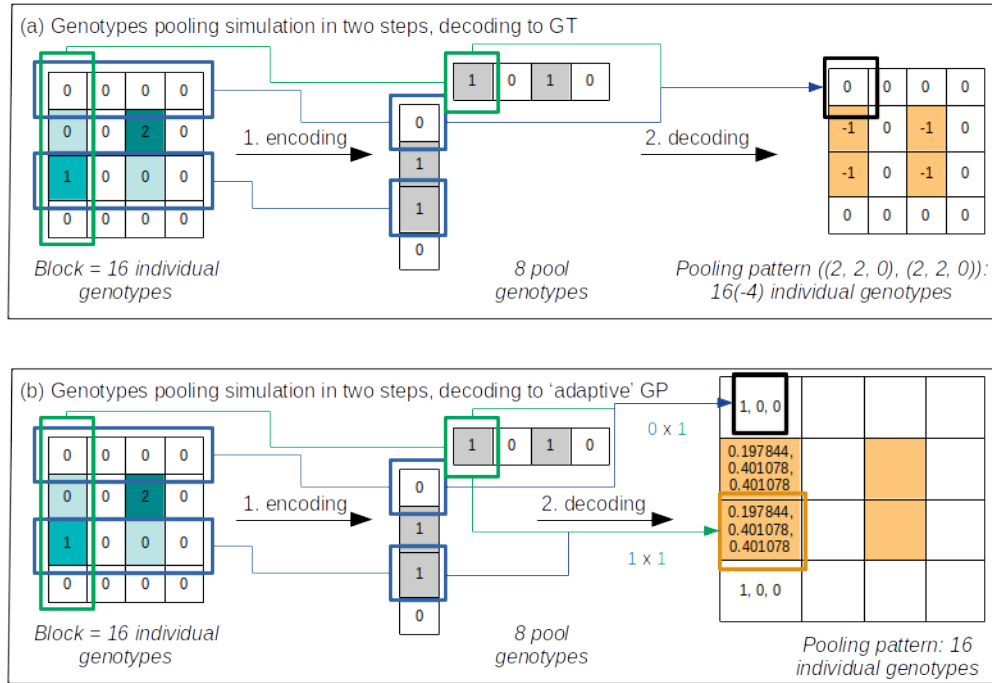 (a) Genotypes pooling simulation in two steps, decoding to GT
0 0 0 0
0 0 2 0
1 0 0 0
0 0 0 0
1 0 1 0
0
1
1
0
1. encoding
2. decoding
0 0 0 0
-1 0 -1 0
-1 0 -1 0
0 0 0 0
Block = 16 individual
genotypes
8 pool
genotypes
Pooling pattern ((2, 2, 0), (2, 2, 0)):
16(-4) individual genotypes
(b) Genotypes pooling simulation in two steps, decoding to ‘adaptive’ GP
0 0 0 0
0 0 2 0
1 0 0 0
0 0 0 0
1 0 1 0
0
1
1
0
1. encoding
2. decoding
0 x 1
1 x 1
1, 0, 0
0.197844,
0.401078,
0.401078
0.197844,
0.401078,
0.401078
1, 0, 0
Block = 16 individual
genotypes
8 pool
genotypes
Pooling pattern: 16
individual genotypes